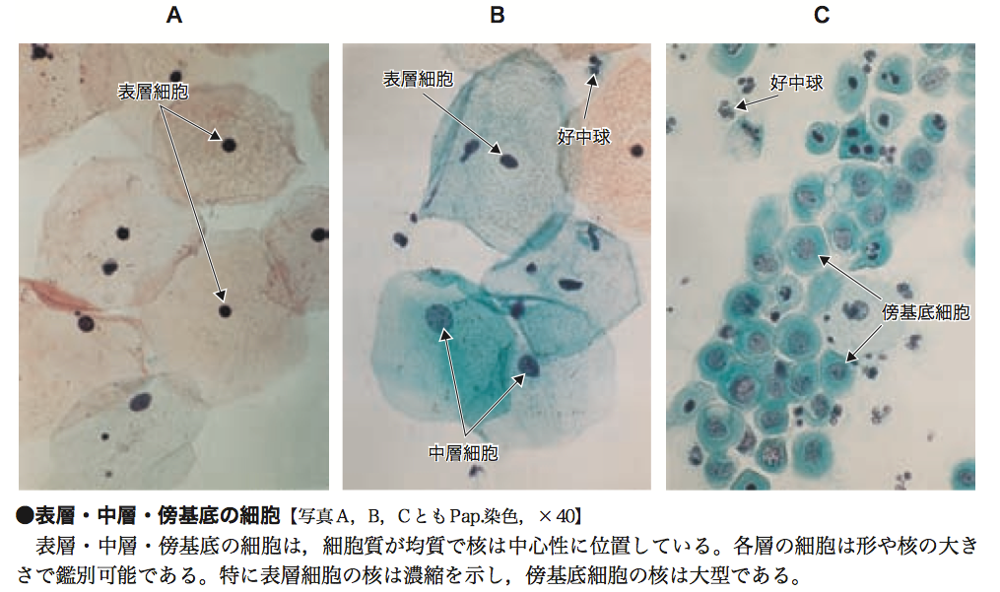 A
B
C
表層細胞
表層細胞
好中球
中層細胞
好中球
傍基底細胞
●表層・中層・傍基底の細胞【写真A，B，CともPap.染色，×40】
表層・中層・傍基底の細胞は，細胞質が均質で核は中心性に位置している。各層の細胞は形や核の大き
さで鑑別可能である。特に表層細胞の核は濃縮を示し，傍基底細胞の核は大型である。